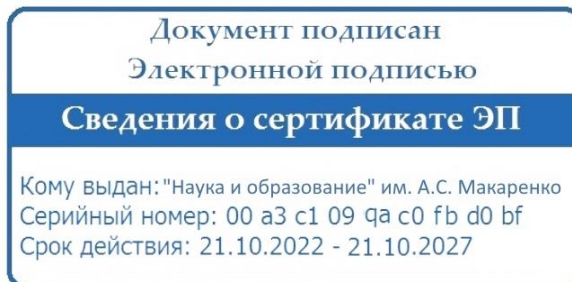 Документ подписан
Электронной подписью
Сведения о сертификате ЭП
Кому выдан: "Наука и образование" им. А.С. Макаренко
Серийный номер: 00 a3 c1 09 qa c0 fb d0 bf
Срок действия: 21.10.2022 - 21.10.2027